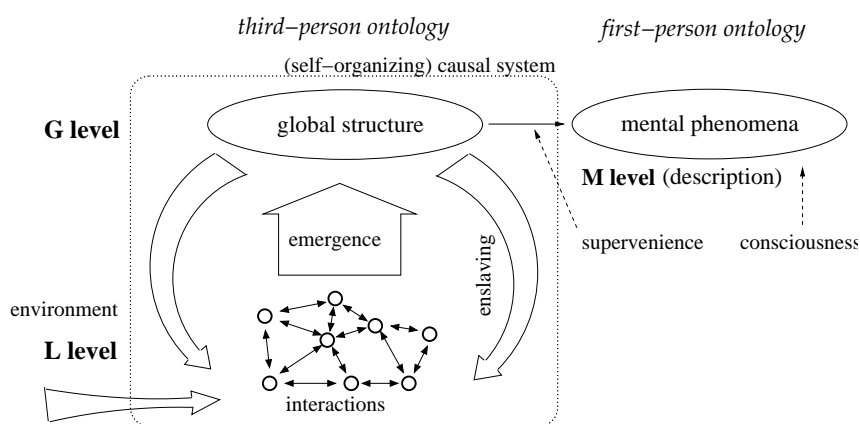 third−person ontology
first−person ontology
(self−organizing) causal system
G level
global structure
mental phenomena
M level (description)
emergence
enslaving
supervenience
consciousness
environment
L level
interactions